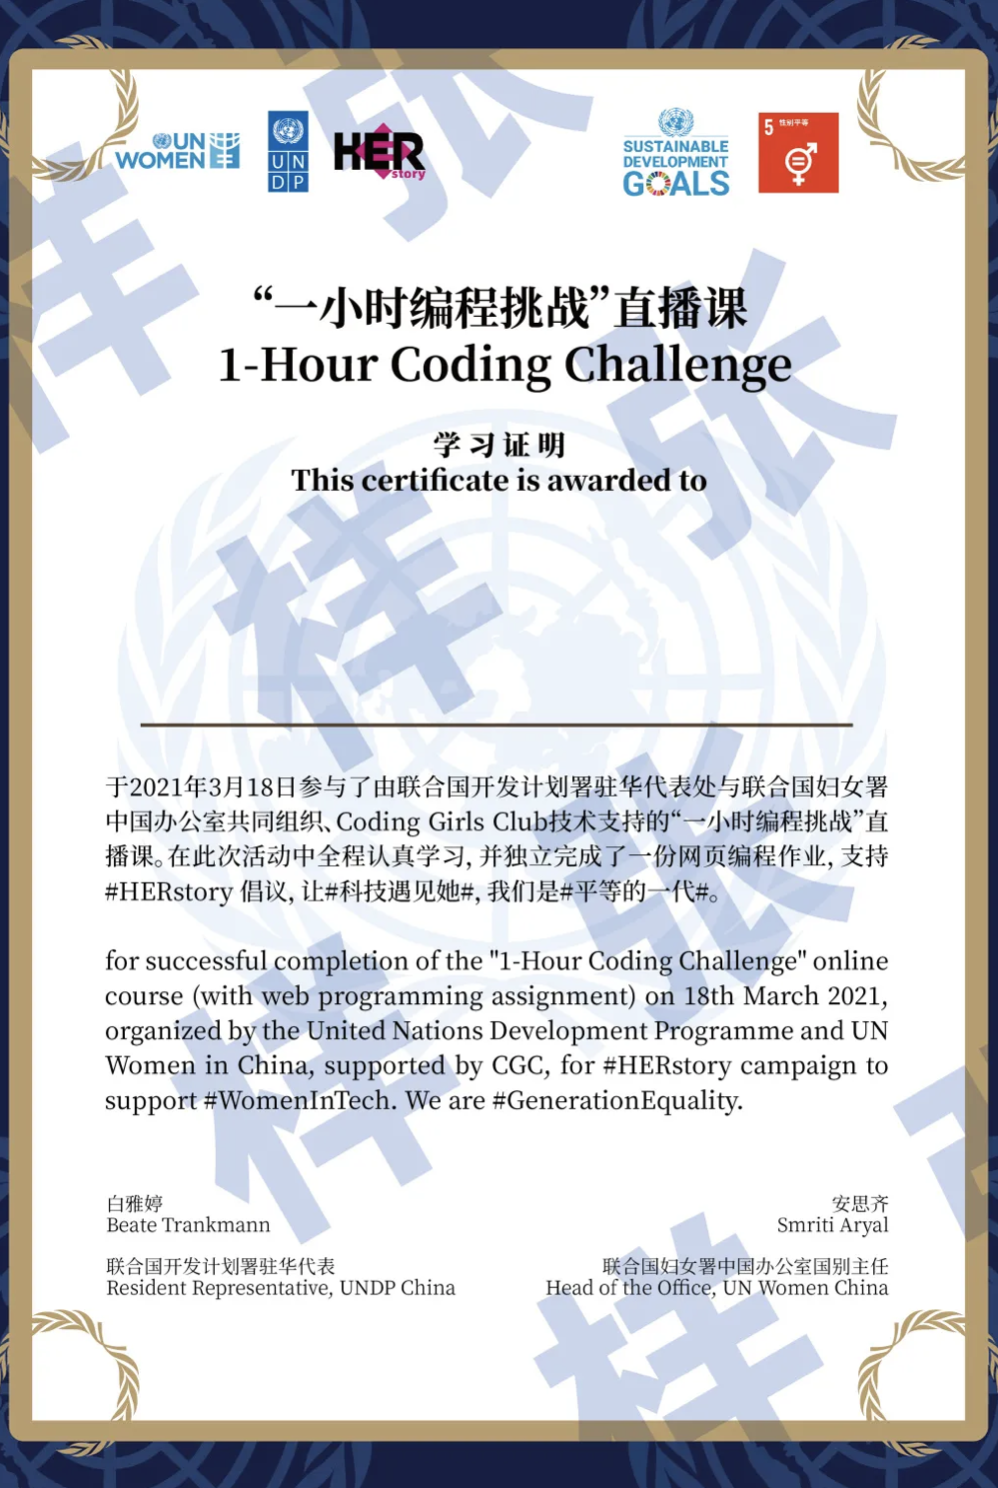 UN
WOMEN
UN
DP
HER
story
SUSTAINABLE
DEVELOPMENT
GOALS
5 性别平等
“一小时编程挑战”直播课
1-Hour Coding Challenge
学习证明
This certificate is awarded to
于2021年3月18日参与了由联合国开发计划署驻华代表处与联合国妇女署
中国办公室共同组织、Coding Girls Club技术支持的“一小时编程挑战”直
播课。在此次活动中全程认真学习, 并独立完成了一份网页编程作业, 支持
#HERstory 倡议, 让#科技遇见她#, 我们是#平等的一代#。
for successful completion of the "1-Hour Coding Challenge" online
course (with web programming assignment) on 18th March 2021,
organized by the United Nations Development Programme and UN
Women in China, supported by CGC, for #HERstory campaign to
support #WomenInTech. We are #GenerationEquality.
白雅婷
Beate Trankmann
联合国开发计划署驻华代表
Resident Representative, UNDP China
安思齐
Smriti Aryal
联合国妇女署中国办公室国别主任
Head of the Office, UN Women China
样张
样张
样张
样张